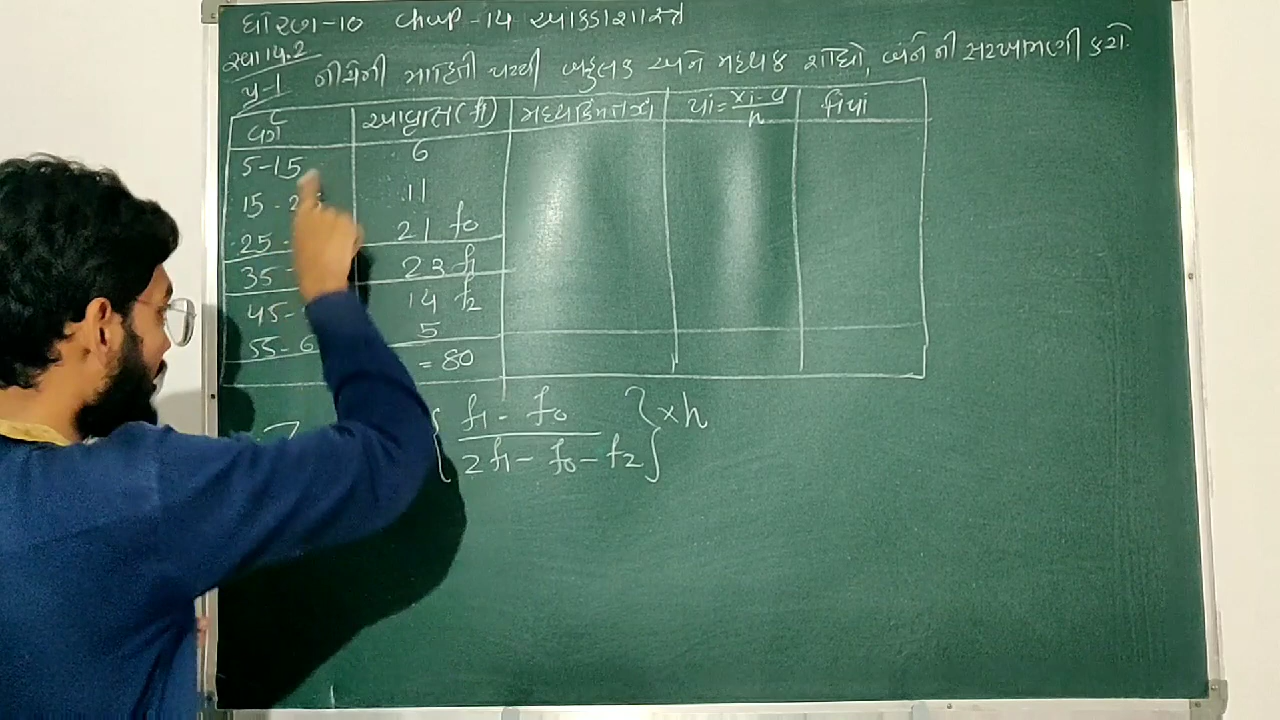 ધોરણ-10 Chap-14 આંકડાશાસ્ત્ર
સ્વા 14.2
પ્ર-1 નીચેની માહિતી પરથી બહુલક અને મધ્યક શોધો, બંને ની સરખામણી કરો.
વર્ગ આવૃત્તિ (fi) મધ્યકિંમત xi ui = xi-a/h fiui
5-15 6
15-25 11
25- 21 f0
35- 23 f1
45- 14 f2
55-6 5
= 80
Z { f1 - f0 / 2f1 - f0 - f2 } × h